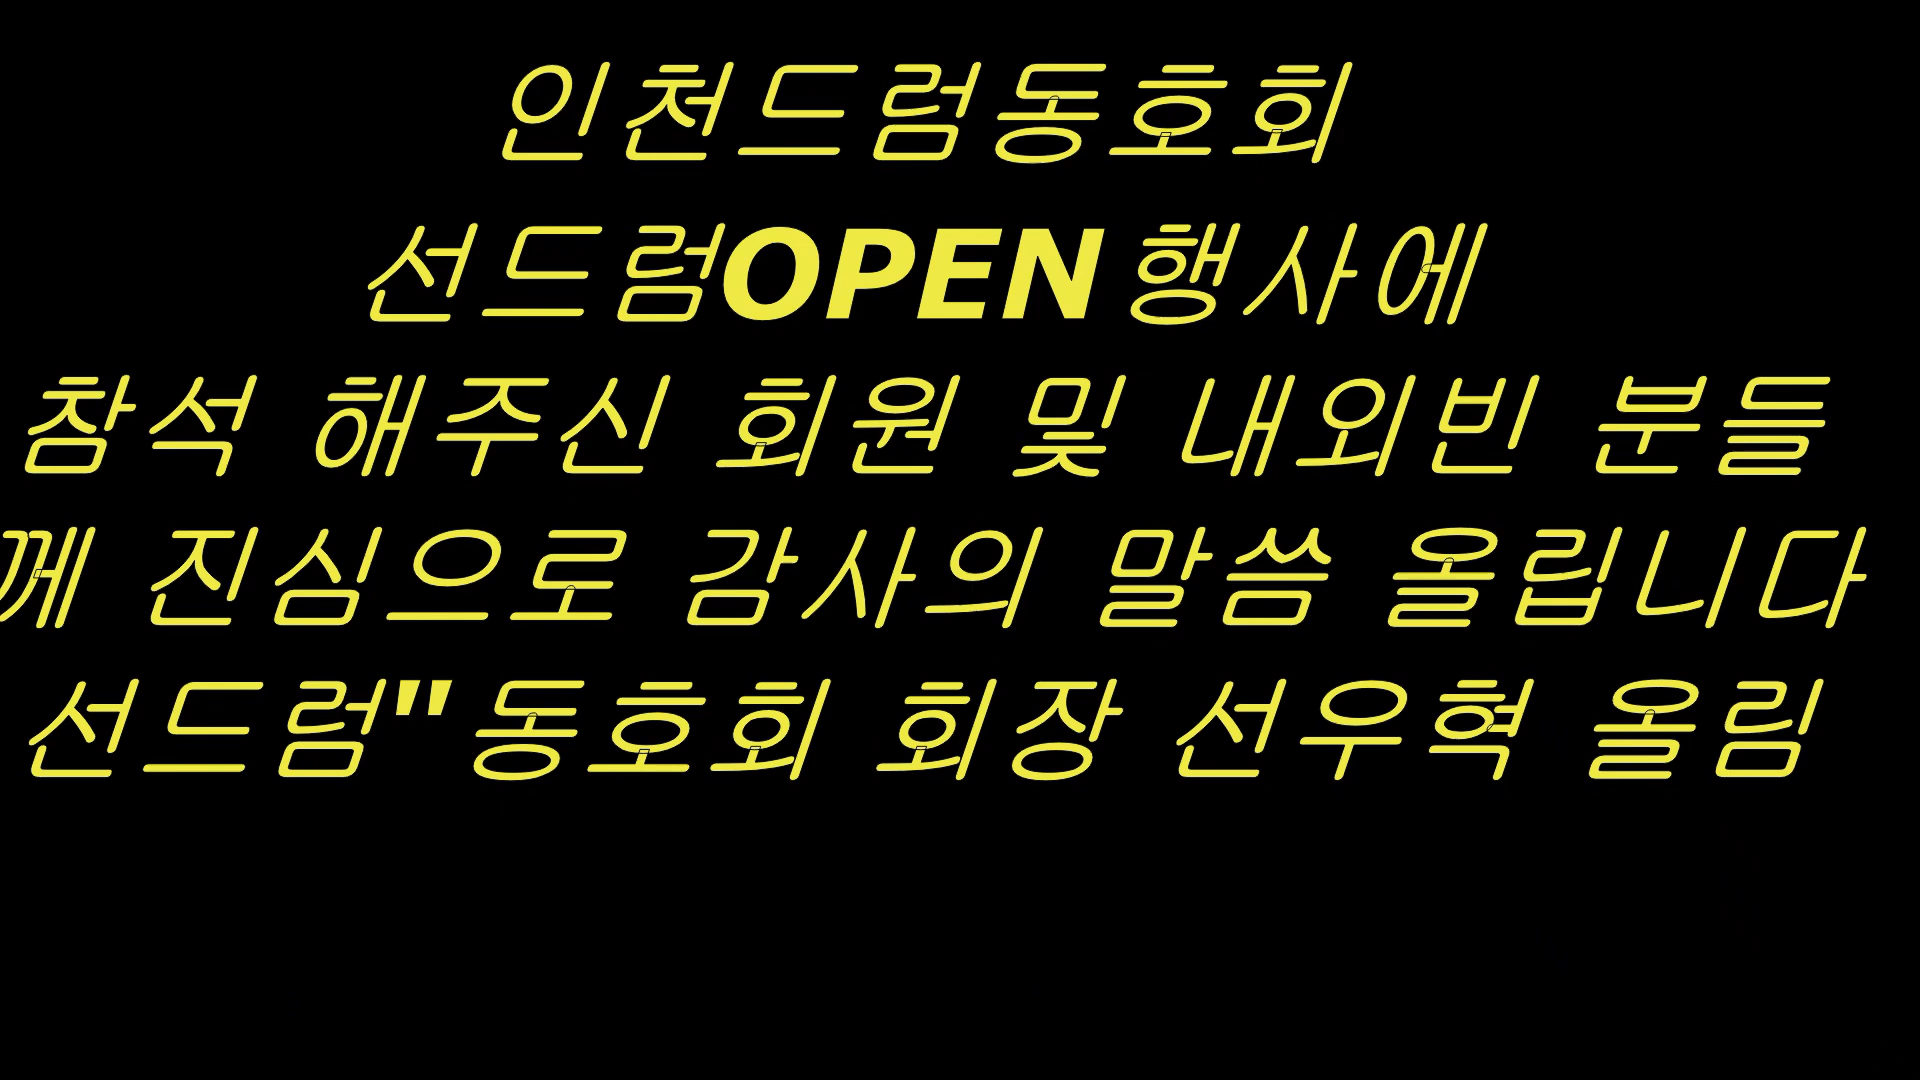 인천드럼동호회
선드럼OPEN 행사에
참석 해주신 회원 및 내외빈 분들
께 진심으로 감사의 말씀 올립니다
선드럼"동호회 회장 선우혁 올림